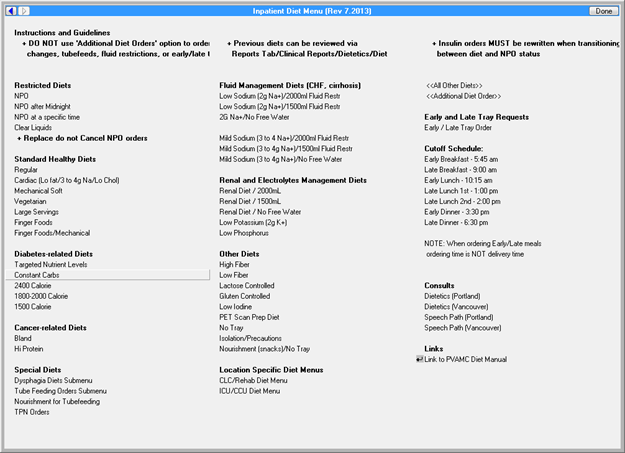 Inpatient Diet Menu (Rev 7.2013)
Done
Instructions and Guidelines
+ DO NOT use 'Additional Diet Orders' option to order
changes, tubefeeds, fluid restrictions, or early/late t
+ Previous diets can be reviewed via
Reports Tab/Clinical Reports/Dietetics/Diet
+ Insulin orders MUST be rewritten when transitioning
between diet and NPO status
Restricted Diets
NPO
NPO after Midnight
NPO at a specific time
Clear Liquids
+ Replace do not Cancel NPO orders
Standard Healthy Diets
Regular
Cardiac (Lo fat/3 to 4g Na/Lo Chol)
Mechanical Soft
Vegetarian
Large Servings
Finger Foods
Finger Foods/Mechanical
Diabetes-related Diets
Targeted Nutrient Levels
Constant Carbs
2400 Calorie
1800-2000 Calorie
1500 Calorie
Cancer-related Diets
Bland
Hi Protein
Special Diets
Dysphagia Diets Submenu
Tube Feeding Orders Submenu
Nourishment for Tubefeeding
TPN Orders
Fluid Management Diets (CHF, cirrhosis)
Low Sodium (2g Na+)/2000ml Fluid Restr
Low Sodium (2g Na+)/1500ml Fluid Restr
2G Na+/No Free Water
Mild Sodium (3 to 4 Na+)/2000ml Fluid Restr
Mild Sodium (3 to 4g Na+)/1500ml Fluid Restr
Mild Sodium (3 to 4g Na+)/No Free Water
Renal and Electrolytes Management Diets
Renal Diet / 2000mL
Renal Diet / 1500mL
Renal Diet / No Free Water
Low Potassium (2g K+)
Low Phosphorus
Other Diets
High Fiber
Low Fiber
Lactose Controlled
Gluten Controlled
Low Iodine
PET Scan Prep Diet
No Tray
Isolation/Precautions
Nourishment (snacks)/No Tray
Location Specific Diet Menus
CLC/Rehab Diet Menu
ICU/CCU Diet Menu
<<All Other Diets>>
<<Additional Diet Order>>
Early and Late Tray Requests
Early / Late Tray Order
Cutoff Schedule:
Early Breakfast - 5:45 am
Late Breakfast - 9:00 am
Early Lunch - 10:15 am
Late Lunch 1st - 1:00 pm
Late Lunch 2nd - 2:00 pm
Early Dinner - 3:30 pm
Late Dinner - 6:30 pm
NOTE: When ordering Early/Late meals
ordering time is NOT delivery time
Consults
Dietetics (Portland)
Dietetics (Vancouver)
Speech Path (Portland)
Speech Path (Vancouver)
Links
Link to PVAMC Diet Manual